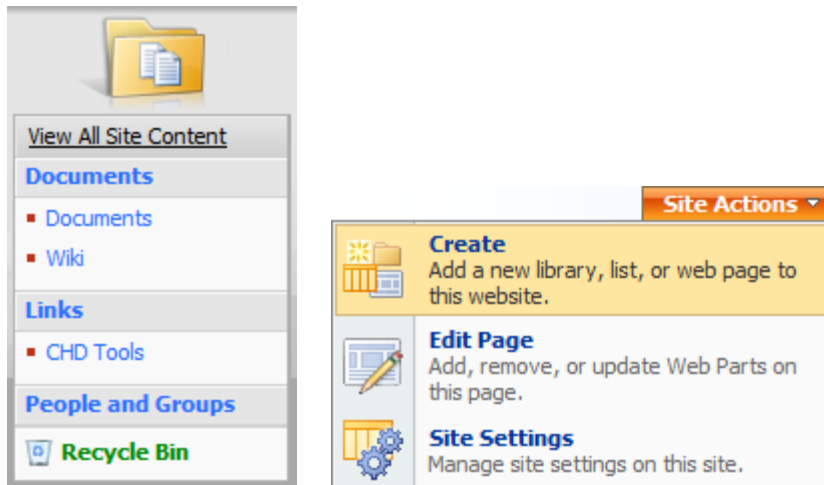 View All Site Content
Documents
Documents
Wiki
Links
CHD Tools
People and Groups
Recycle Bin
Site Actions
Create
Add a new library, list, or web page to
this website.
Edit Page
Add, remove, or update Web Parts on
this page.
Site Settings
Manage site settings on this site.